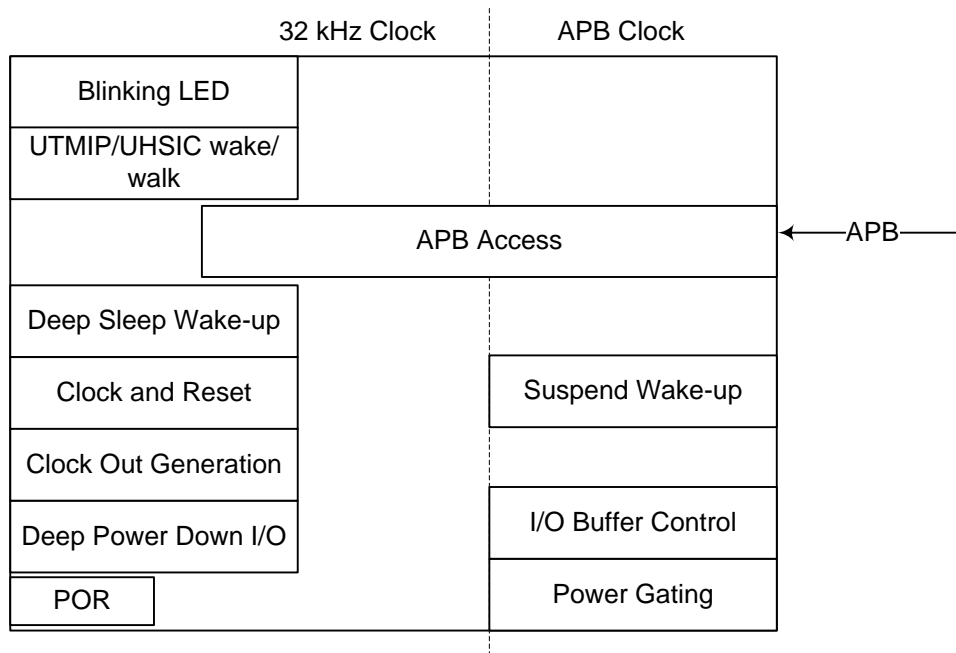 32 kHz Clock
APB Clock
Blinking LED
UTMIP/UHSIC wake/
walk
APB Access
APB
Deep Sleep Wake-up
Clock and Reset
Suspend Wake-up
Clock Out Generation
Deep Power Down I/O
I/O Buffer Control
POR
Power Gating